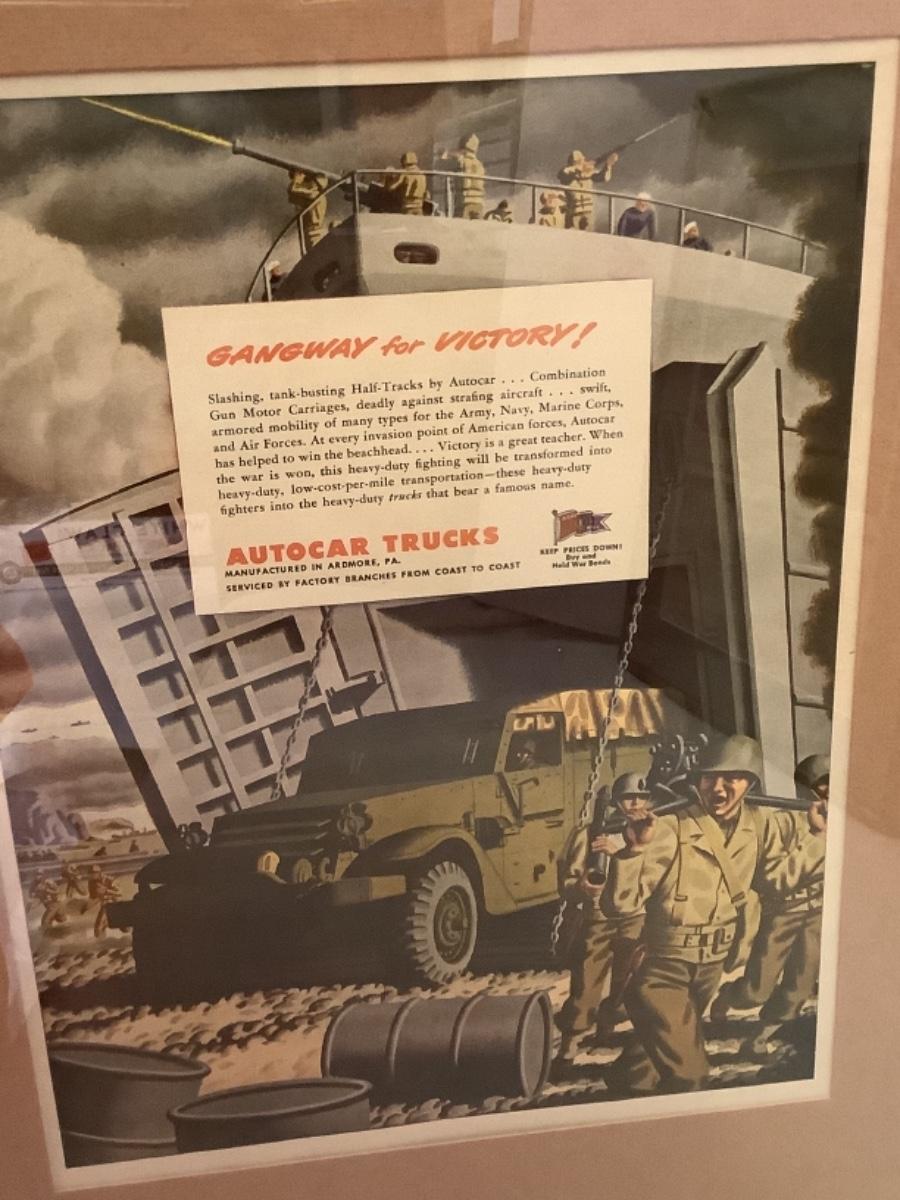 GANGWAY for VICTORY!
Slashing, tank-busting Half-Tracks by Autocar . . . Combination
Gun Motor Carriages, deadly against strafing aircraft . . . swift,
armored mobility of many types for the Army, Navy, Marine Corps,
and Air Forces. At every invasion point of American forces, Autocar
has helped to win the beachhead. . . . Victory is a great teacher. When
the war is won, this heavy-duty fighting will be transformed into
heavy-duty, low-cost-per-mile transportation—these heavy-duty
fighters into the heavy-duty trucks that bear a famous name.
AUTOCAR TRUCKS
MANUFACTURED IN ARDMORE, PA.
SERVICED BY FACTORY BRANCHES FROM COAST TO COAST
KEEP PRICES DOWN!
Buy and
Hold War Bonds